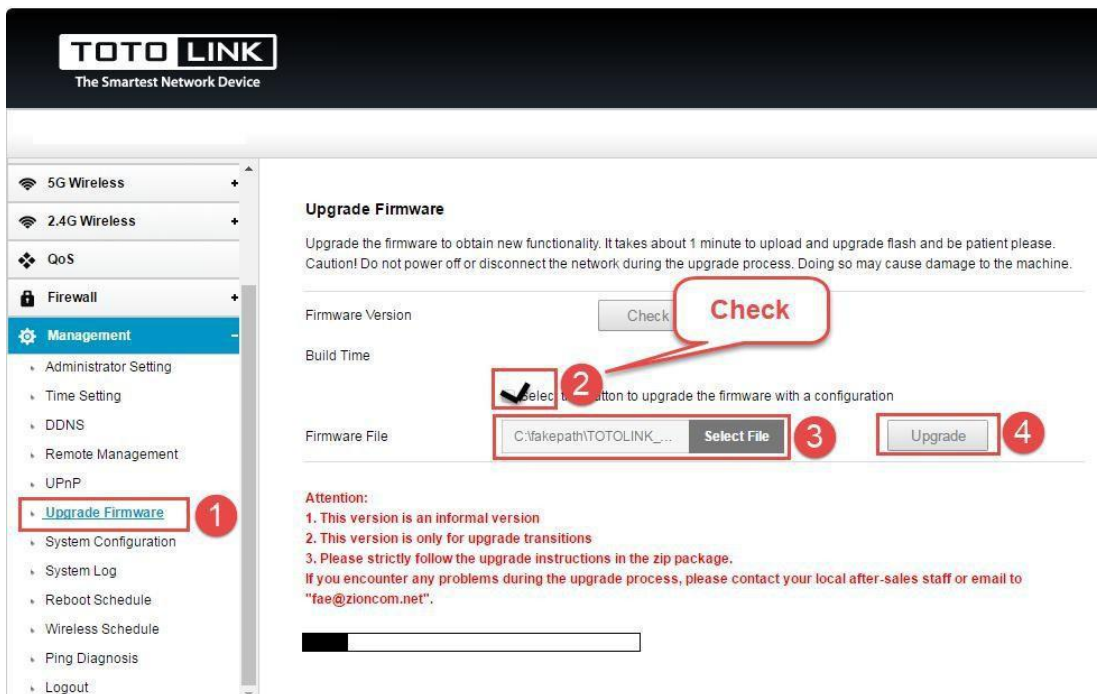 TOTO LINK
The Smartest Network Device
5G Wireless +
2.4G Wireless +
QoS
Firewall +
Management –
Administrator Setting
Time Setting
DDNS
Remote Management
UPnP
Upgrade Firmware 1
System Configuration
System Log
Reboot Schedule
Wireless Schedule
Ping Diagnosis
Logout
Upgrade Firmware
Upgrade the firmware to obtain new functionality. It takes about 1 minute to upload and upgrade flash and be patient please.
Caution! Do not power off or disconnect the network during the upgrade process. Doing so may cause damage to the machine.
Firmware Version Check Check
Build Time
2
Select button to upgrade the firmware with a configuration
Firmware File C:\fakepath\TOTOLINK_... Select File 3 Upgrade 4
Attention:
1. This version is an informal version
2. This version is only for upgrade transitions
3. Please strictly follow the upgrade instructions in the zip package.
If you encounter any problems during the upgrade process, please contact your local after-sales staff or email to
"fae@zioncom.net".